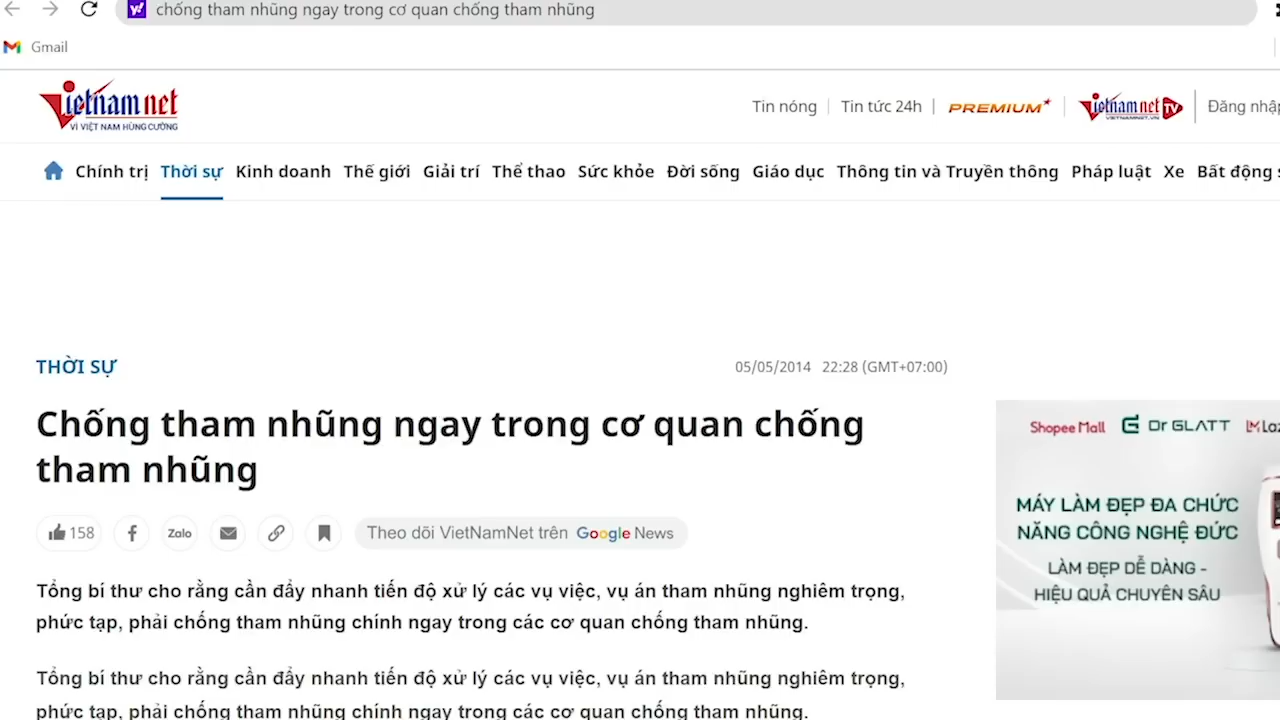 chống tham nhũng ngay trong cơ quan chống tham nhũng
Gmail
Vietnamnet
VÌ VIỆT NAM HÙNG CƯỜNG
Tin nóng
Tin tức 24h
PREMIUM
Vietnamnet TV
VIETNAMNET.VN
Đăng nhập
Chính trị Thời sự Kinh doanh Thế giới Giải trí Thể thao Sức khỏe Đời sống Giáo dục Thông tin và Truyền thông Pháp luật Xe Bất động
THỜI SỰ
05/05/2014 22:28 (GMT+07:00)
Chống tham nhũng ngay trong cơ quan chống
tham nhũng
158
Zalo
Theo dõi VietNamNet trên Google News
Tổng bí thư cho rằng cần đẩy nhanh tiến độ xử lý các vụ việc, vụ án tham nhũng nghiêm trọng,
phức tạp, phải chống tham nhũng chính ngay trong các cơ quan chống tham nhũng.
Tổng bí thư cho rằng cần đẩy nhanh tiến độ xử lý các vụ việc, vụ án tham nhũng nghiêm trọng,
phức tạp, phải chống tham nhũng chính ngay trong các cơ quan chống tham nhũng.
Shopee Mall Dr GLATT Laz
MÁY LÀM ĐẸP ĐA CHỨC
NĂNG CÔNG NGHỆ ĐỨC
LÀM ĐẸP DỄ DÀNG -
HIỆU QUẢ CHUYÊN SÂU